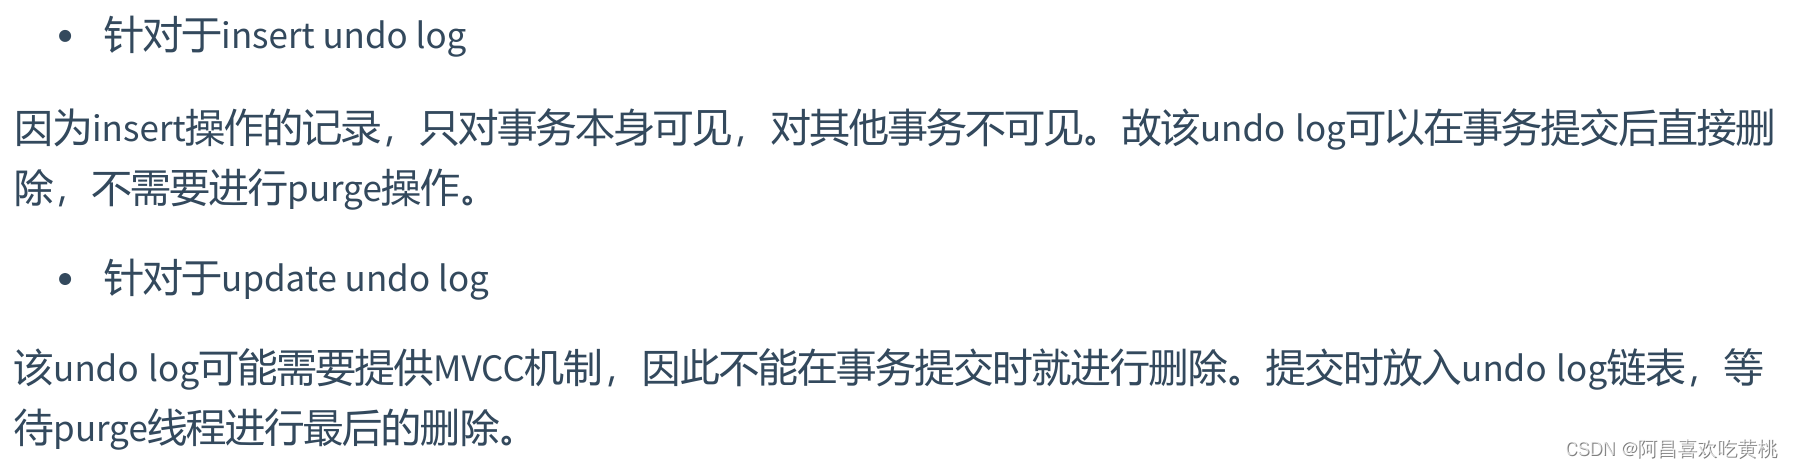 • 针对于insert undo log
因为insert操作的记录，只对事务本身可见，对其他事务不可见。故该undo log可以在事务提交后直接删
除，不需要进行purge操作。
• 针对于update undo log
该undo log可能需要提供MVCC机制，因此不能在事务提交时就进行删除。提交时放入undo log链表，等
待purge线程进行最后的删除。
CSDN @阿昌喜欢吃黄桃